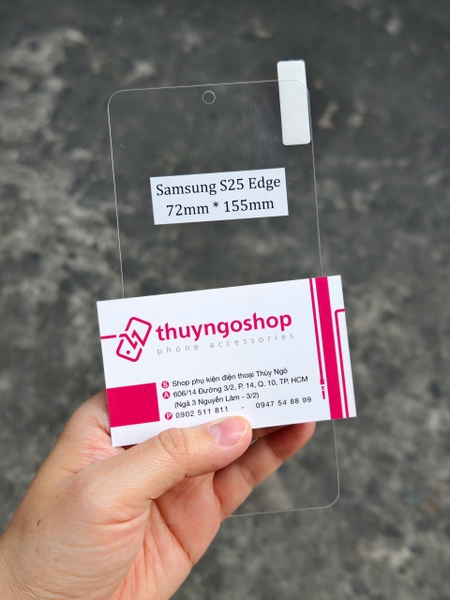 Samsung S25 Edge
72mm * 155mm
thuyngoshop
phone accessories
S Shop phụ kiện điện thoại Thùy Ngô
A 606/14 Đường 3/2, P. 14, Q. 10, TP. HCM
(Ngã 3 Nguyễn Lâm - 3/2)
P 0902 511 811 - 0947 54 88 99